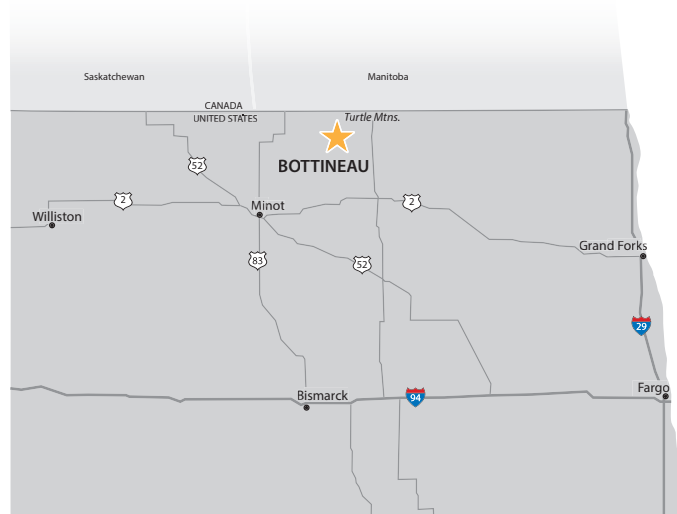 Saskatchewan
Manitoba
CANADA
UNITED STATES
Turtle Mtns.
BOTTINEAU
52
2
Minot
2
Williston
Grand Forks
83
52
29
Fargo
Bismarck
94